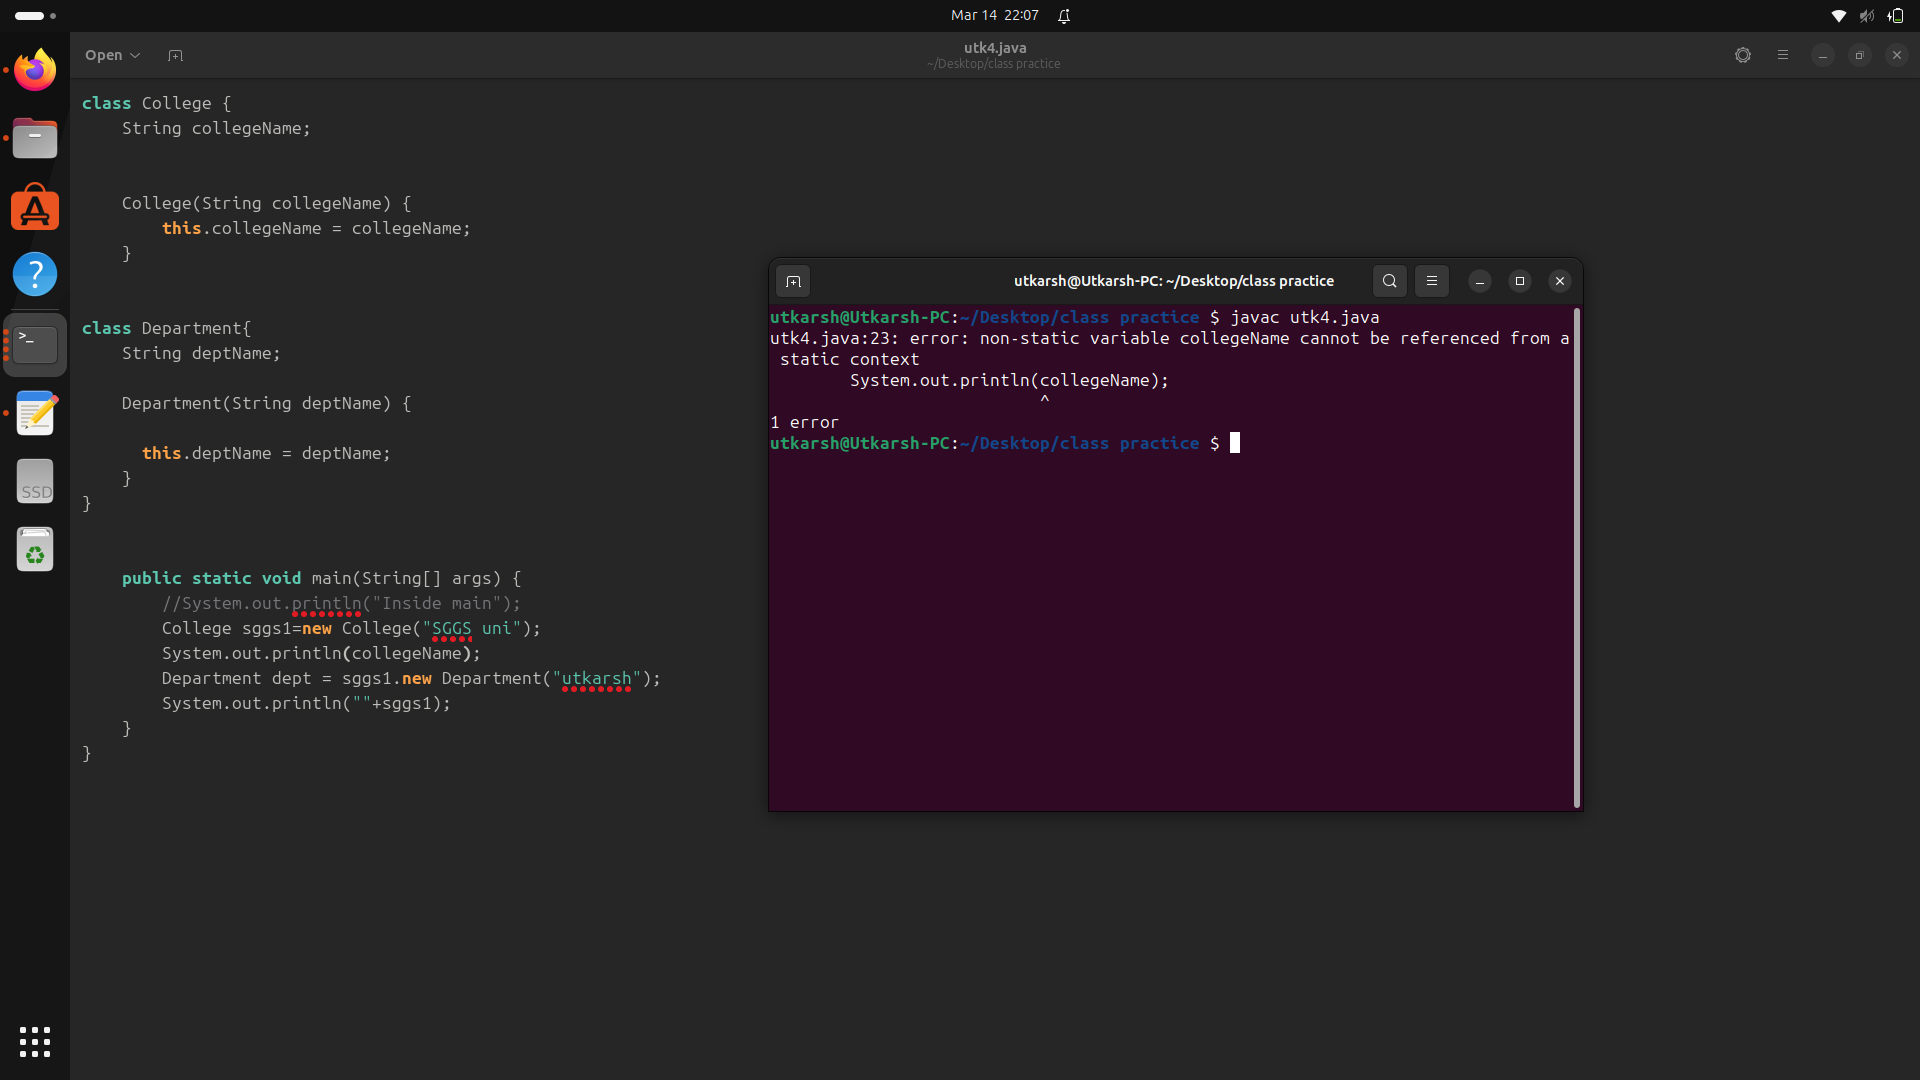 Mar 14 22:07
Open
utk4.java
~/Desktop/class practice
class College {
    String collegeName;
    College(String collegeName) {
        this.collegeName = collegeName;
    }
class Department{
    String deptName;
    Department(String deptName) {
      this.deptName = deptName;
    }
}
    public static void main(String[] args) {
        //System.out.println("Inside main");
        College sggs1=new College("SGGS uni");
        System.out.println(collegeName);
        Department dept = sggs1.new Department("utkarsh");
        System.out.println(""+sggs1);
    }
}
utkarsh@Utkarsh-PC: ~/Desktop/class practice
utkarsh@Utkarsh-PC:~/Desktop/class practice $ javac utk4.java
utk4.java:23: error: non-static variable collegeName cannot be referenced from a
 static context
        System.out.println(collegeName);
                           ^
1 error
utkarsh@Utkarsh-PC:~/Desktop/class practice $
>_
?
SSD